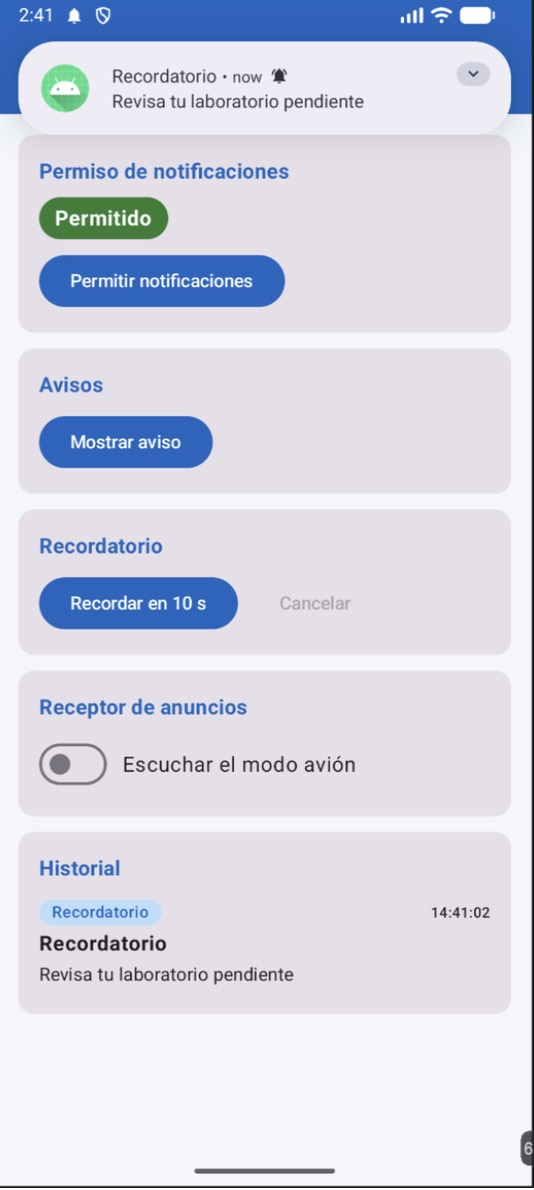 2:41
Recordatorio • now
Revisa tu laboratorio pendiente
Permiso de notificaciones
Permitido
Permitir notificaciones
Avisos
Mostrar aviso
Recordatorio
Recordar en 10 s
Cancelar
Receptor de anuncios
Escuchar el modo avión
Historial
Recordatorio 14:41:02
Recordatorio
Revisa tu laboratorio pendiente
6